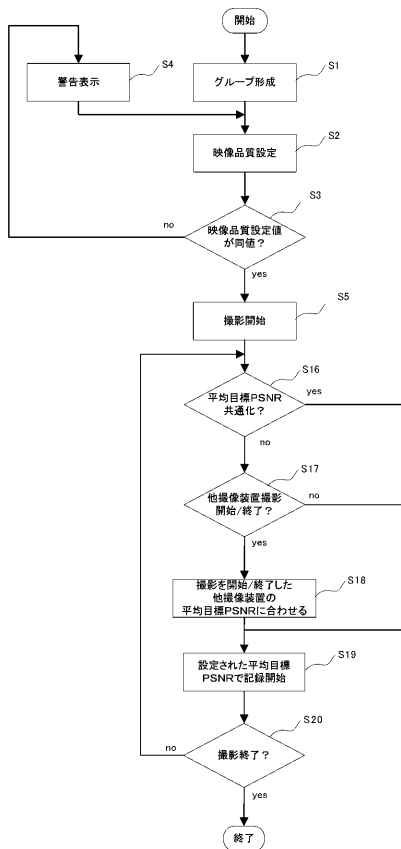 開始
S4
警告表示
S1
グループ形成
S2
映像品質設定
S3
no
映像品質設定値
が同値？
yes
S5
撮影開始
S16
平均目標PSNR
共通化？
yes
no
S17
他撮像装置撮影
開始/終了？
no
yes
S18
撮影を開始/終了した
他撮像装置の
平均目標PSNRに合わせる
S19
設定された平均目標
PSNRで記録開始
S20
no
撮影終了？
yes
終了